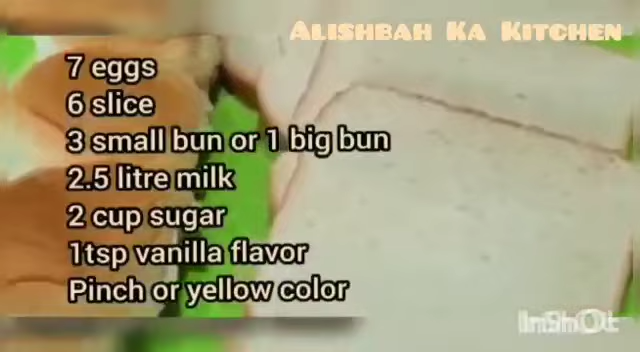 ALISHBAH KA KITCHEN
7 eggs
6 slice
3 small bun or 1 big bun
2.5 litre milk
2 cup sugar
1tsp vanilla flavor
Pinch or yellow color
InShOt